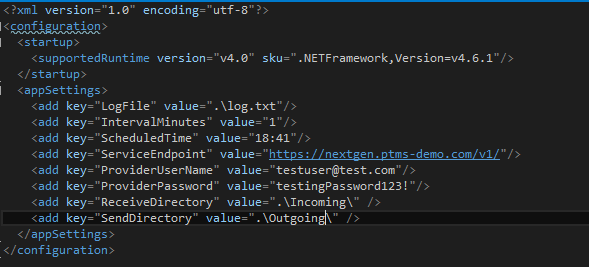 <?xml version="1.0" encoding="utf-8"?>
<configuration>
<startup>
<supportedRuntime version="v4.0" sku=".NETFramework,Version=v4.6.1"/>
</startup>
<appSettings>
<add key="LogFile" value=".\log.txt"/>
<add key="IntervalMinutes" value="1"/>
<add key="ScheduledTime" value="18:41"/>
<add key="ServiceEndpoint" value="https://nextgen.ptms-demo.com/v1/"/>
<add key="ProviderUserName" value="testuser@test.com"/>
<add key="ProviderPassword" value="testingPassword123!"/>
<add key="ReceiveDirectory" value=".\Incoming\" />
<add key="SendDirectory" value=".\Outgoing\" />
</appSettings>
</configuration>